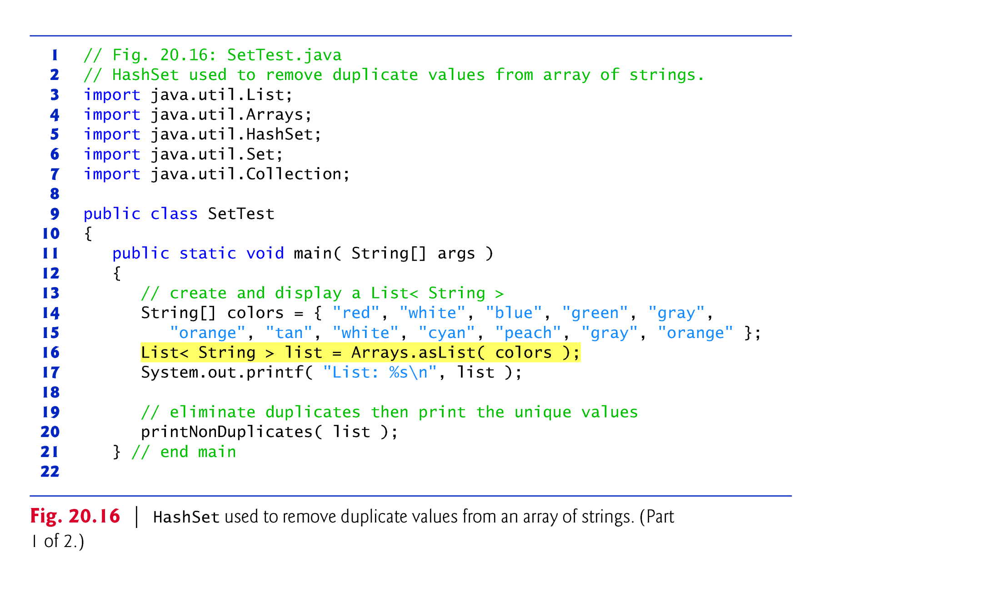 1 // Fig. 20.16: SetTest.java
2 // HashSet used to remove duplicate values from array of strings.
3 import java.util.List;
4 import java.util.Arrays;
5 import java.util.HashSet;
6 import java.util.Set;
7 import java.util.Collection;
8
9 public class SetTest
10 {
11    public static void main( String[] args )
12    {
13       // create and display a List< String >
14       String[] colors = { "red", "white", "blue", "green", "gray",
15          "orange", "tan", "white", "cyan", "peach", "gray", "orange" };
16       List< String > list = Arrays.asList( colors );
17       System.out.printf( "List: %s\n", list );
18
19       // eliminate duplicates then print the unique values
20       printNonDuplicates( list );
21    } // end main
22
Fig. 20.16 | HashSet used to remove duplicate values from an array of strings. (Part
1 of 2.)